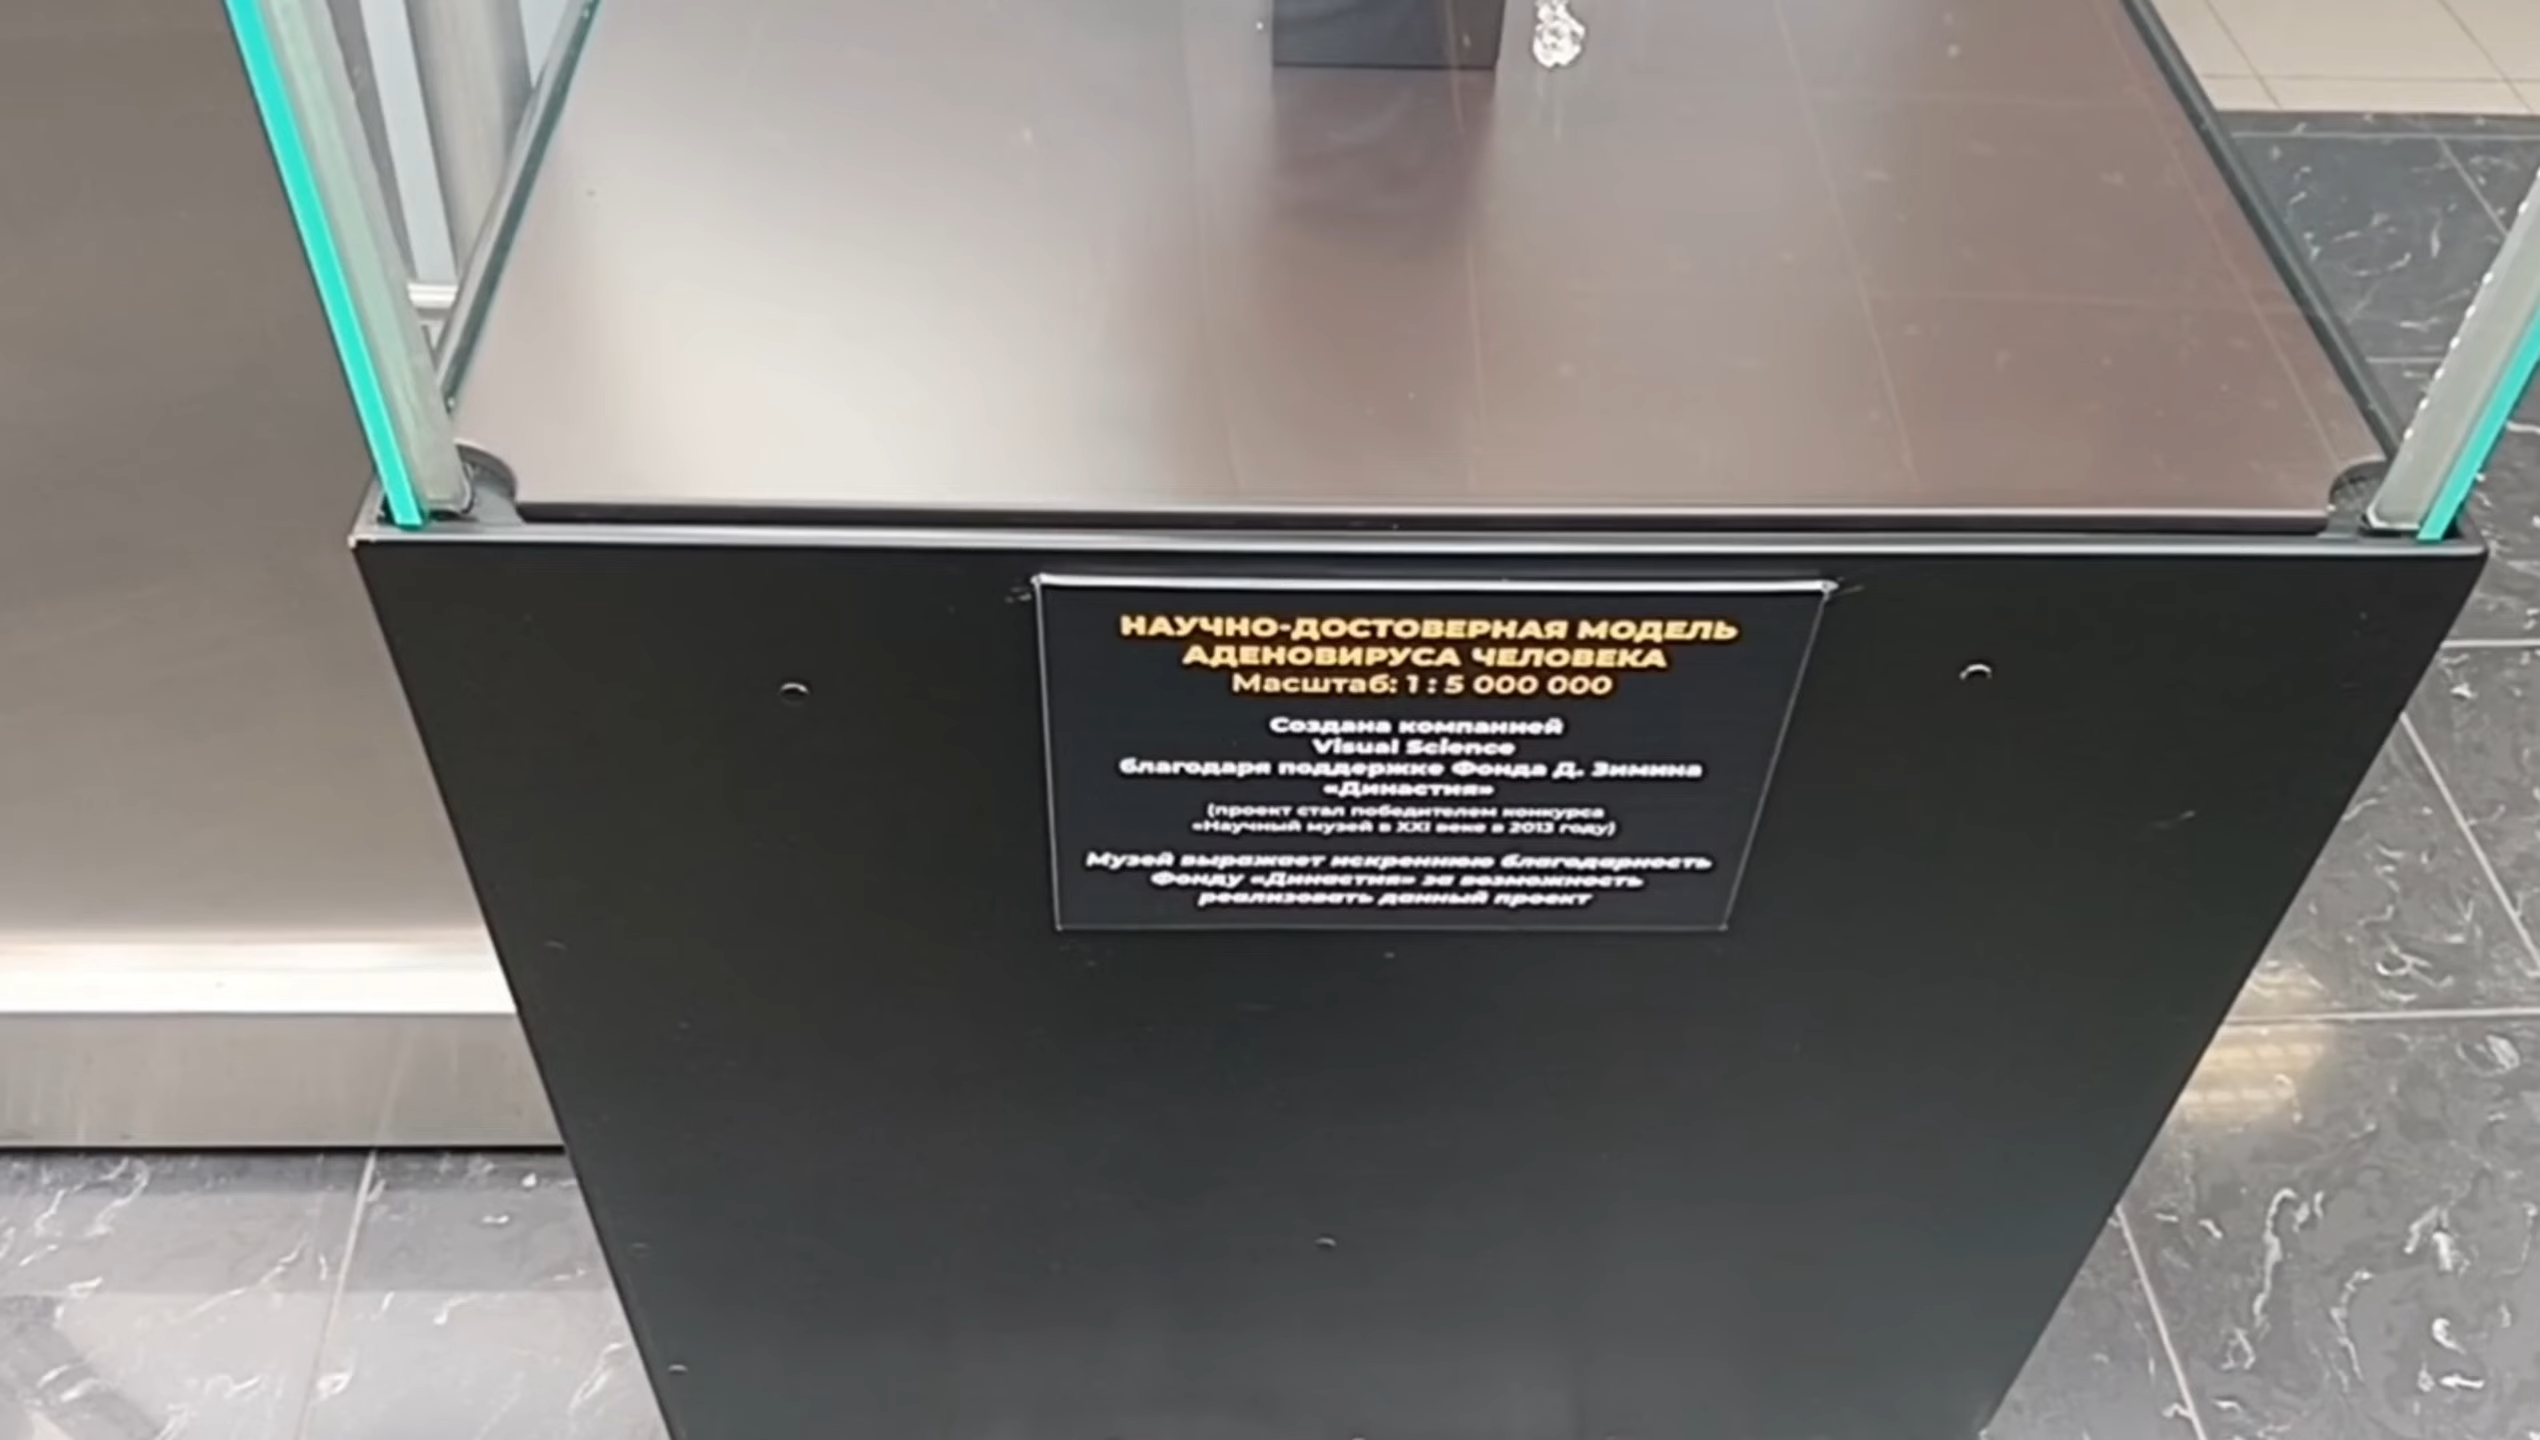 НАУЧНО-ДОСТОВЕРНАЯ МОДЕЛЬ
АДЕНОВИРУСА ЧЕЛОВЕКА
Масштаб: 1 : 5 000 000
Создана компанией
Visual Science
благодаря поддержке Фонда Д. Зимина
«Династия»
(проект стал победителем конкурса
«Научный музей в XXI веке в 2013 году)
Музей выражает искреннюю благодарность
Фонду «Династия» за возможность
реализовать данный проект